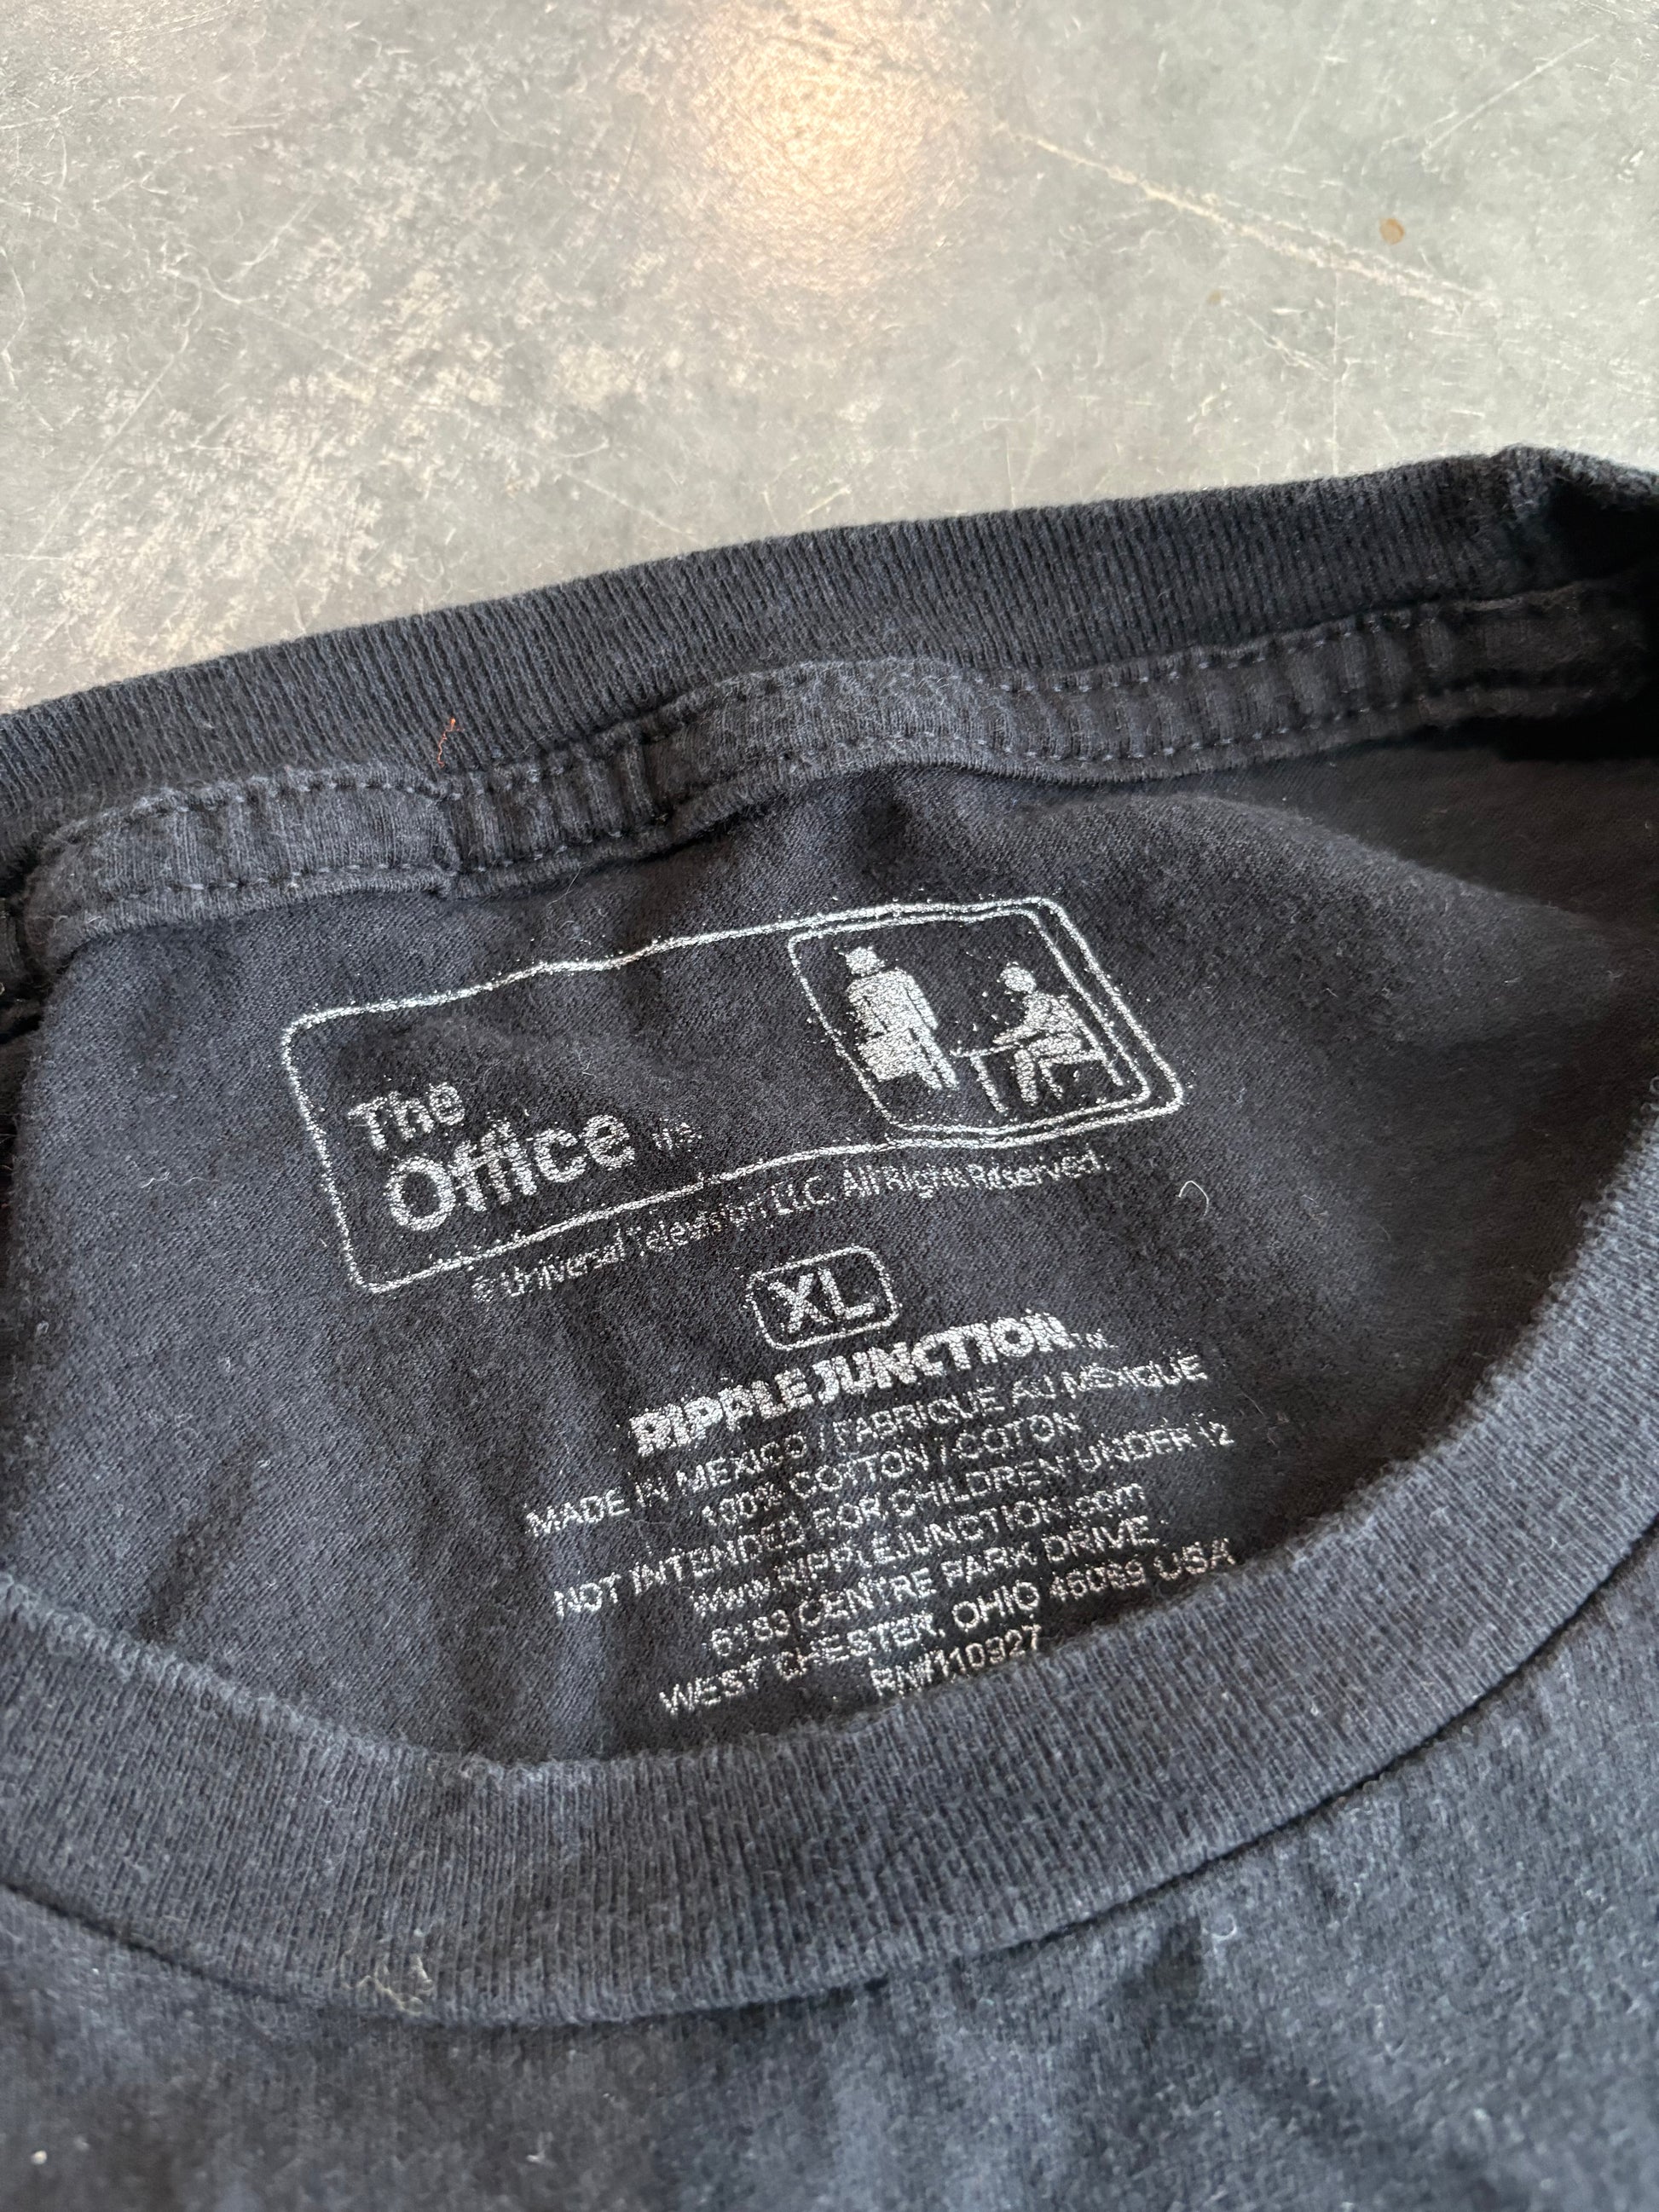 The
Office
© Universal Television LLC. All Rights Reserved.
XL
RIPPLE JUNCTION™
MADE IN MEXICO / FABRIQUE AU MEXIQUE
100% COTTON / COTON
NOT INTENDED FOR CHILDREN UNDER 12
www.RIPPLEJUNCTION.com
6183 CENTRE PARK DRIVE
WEST CHESTER, OHIO 45069 USA
RN#110927